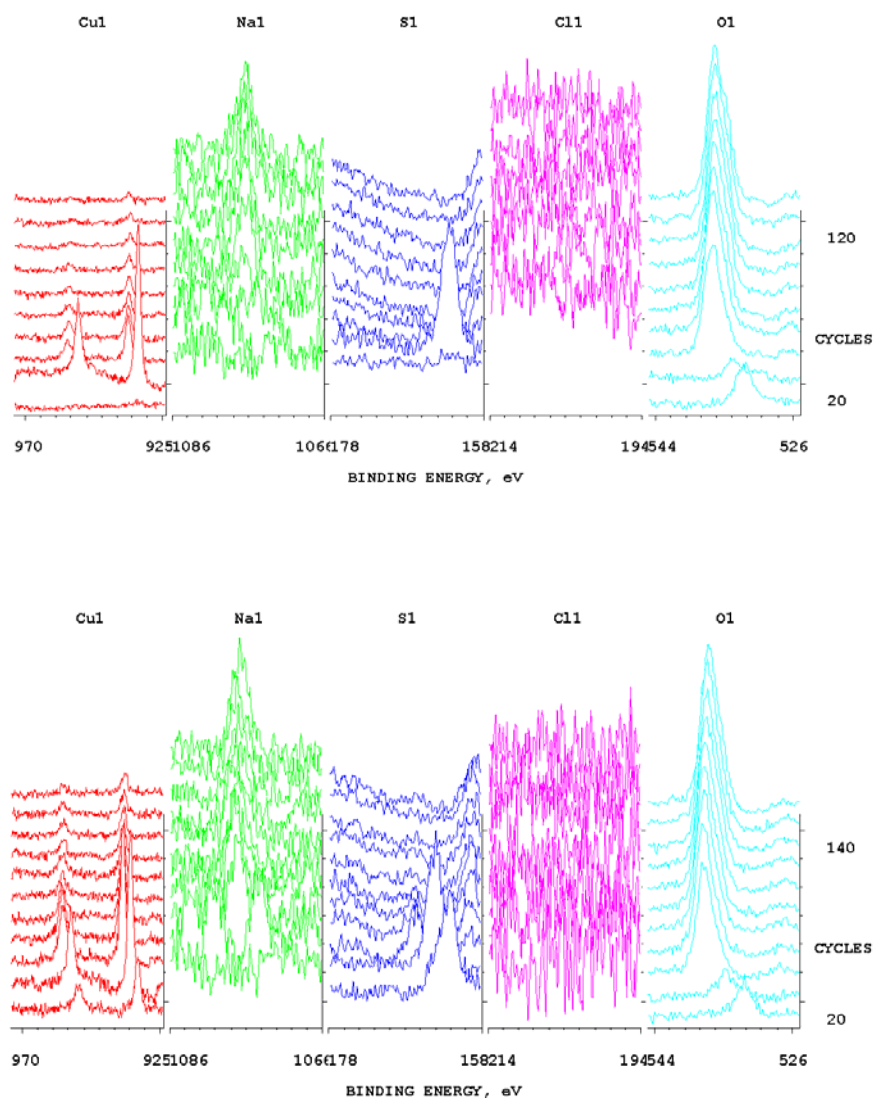 Cu1 Na1 S1 Cl1 O1
120
CYCLES
20
970 925 1086 1066 178 158 214 194 544 526
BINDING ENERGY, eV
Cu1 Na1 S1 Cl1 O1
140
CYCLES
20
970 925 1086 1066 178 158 214 194 544 526
BINDING ENERGY, eV